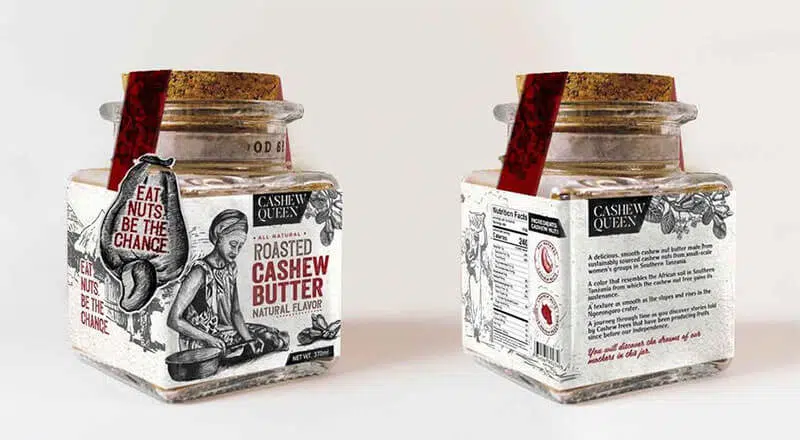 EAT
NUTS
BE THE
CHANCE
EAT
NUTS
BE THE
CHANCE
CASHEW
QUEEN
ALL NATURAL
ROASTED
CASHEW
BUTTER
NATURAL FLAVOR
NET WT. 370ml
Nutrition Facts
Calories 260
INGREDIENTS
CASHEW NUTS
CASHEW
QUEEN
A delicious, smooth cashew nut butter made from
sustainably sourced cashew nuts from small-scale
women's groups in Southern Tanzania.
A color that resembles the African soil in Southern
Tanzania from which the cashew nut tree gains its
sustenance.
A texture as smooth as the slopes and rises in the
Ngorongoro crater.
A journey through time as you discover stories told
by Cashew trees that have been producing fruits
since before our independence.
You will discover the dreams of our
mothers in this jar.